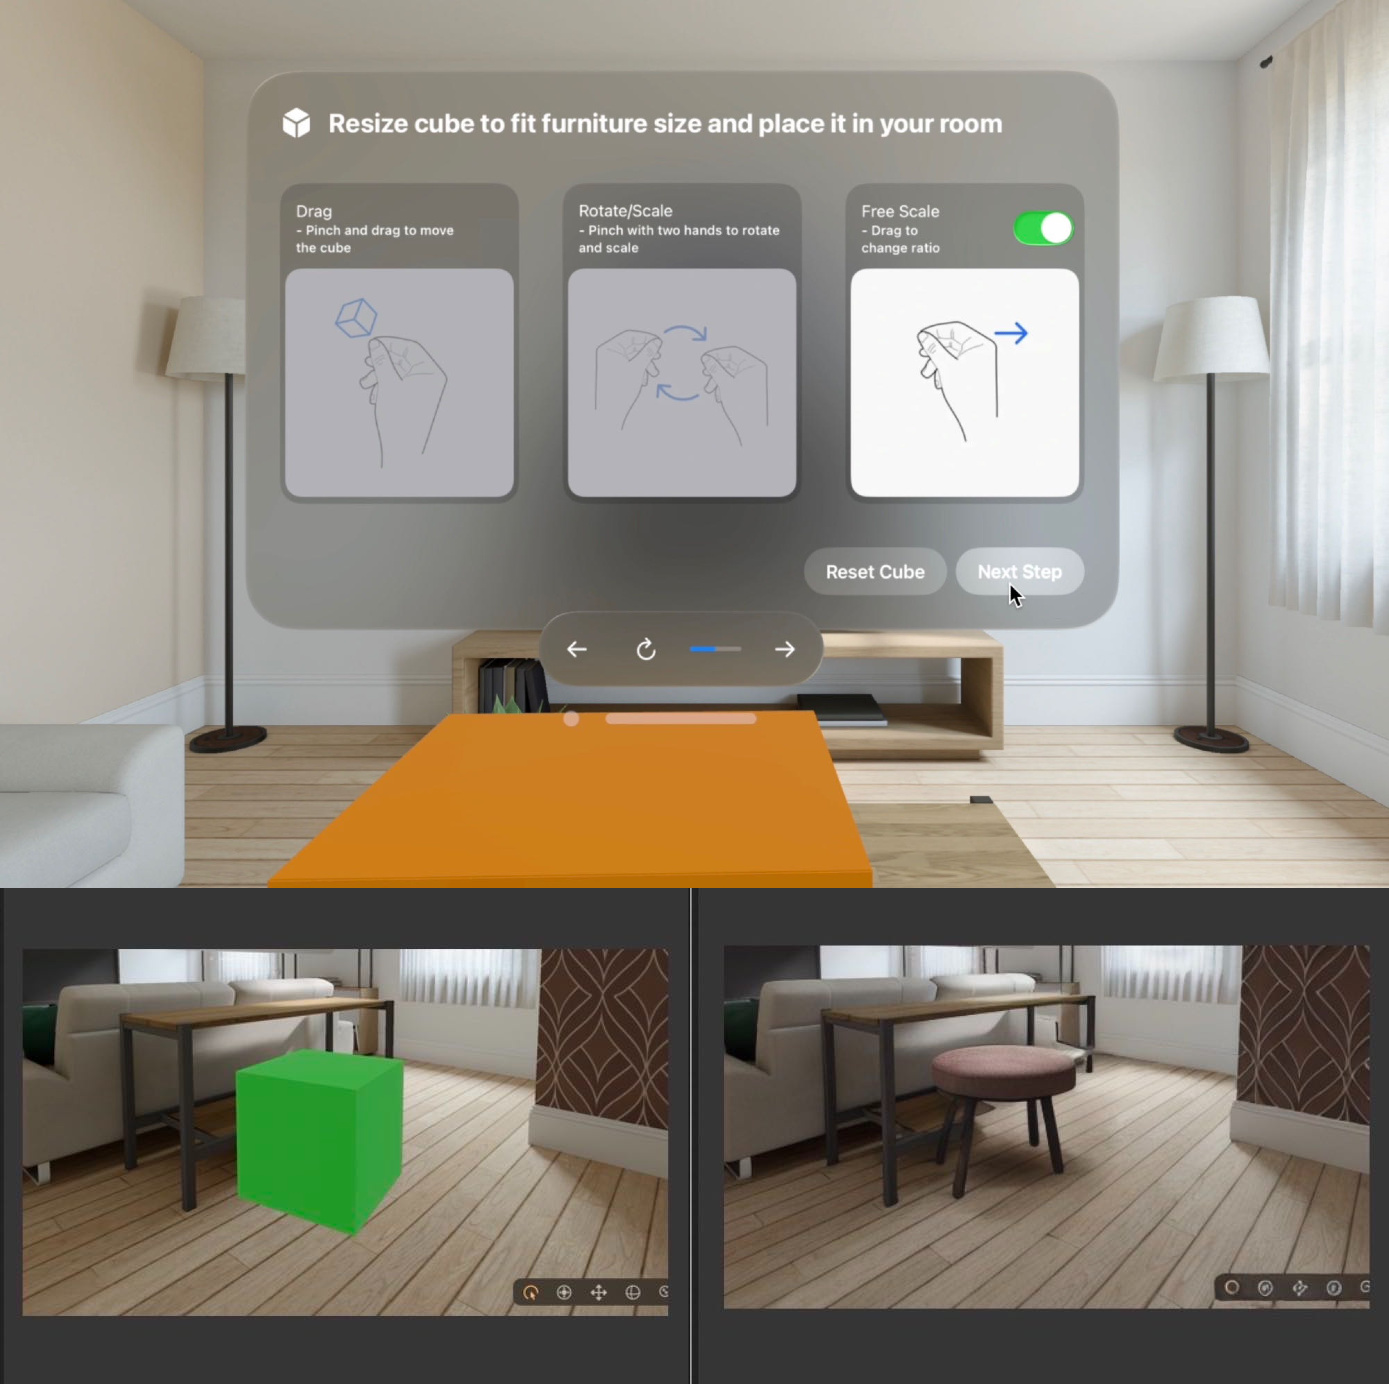 Resize cube to fit furniture size and place it in your room
Drag
- Pinch and drag to move
the cube
Rotate/Scale
- Pinch with two hands to rotate
and scale
Free Scale
- Drag to
change ratio
Reset Cube
Next Step